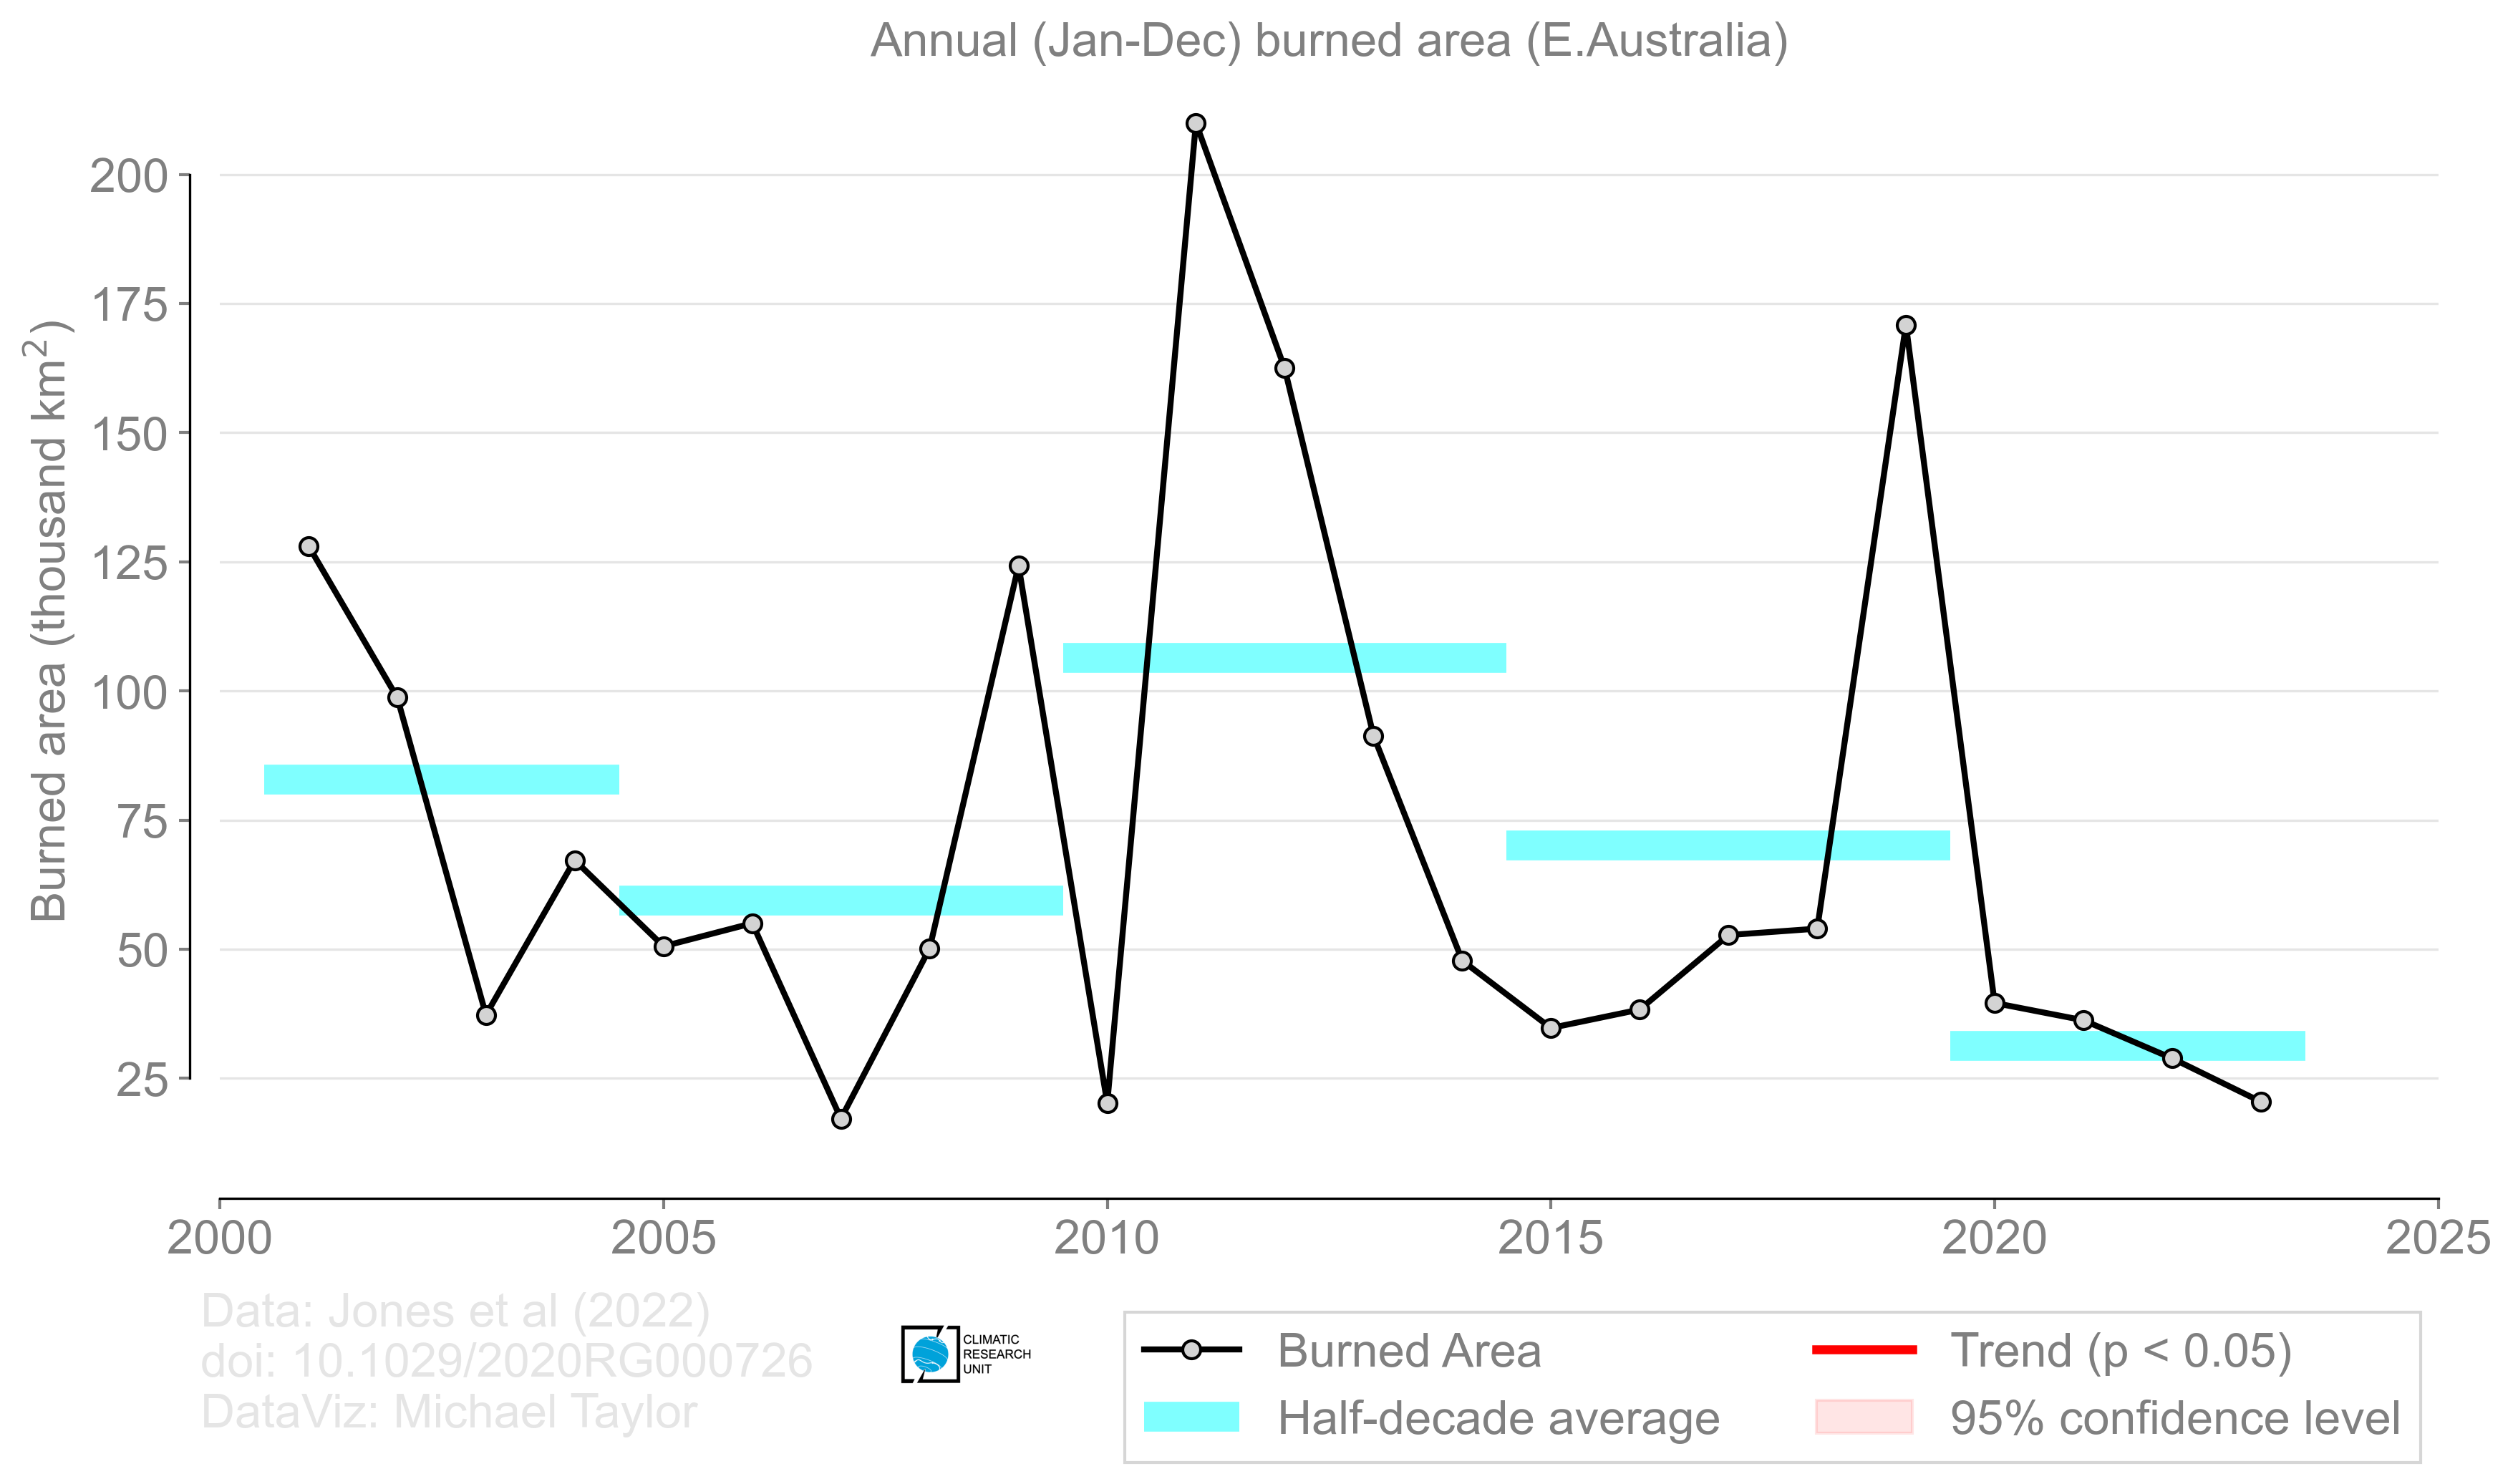 Annual (Jan-Dec) burned area (E.Australia)
Burned area (thousand km²)
200
175
150
125
100
75
50
25
2000 2005 2010 2015 2020 2025
Data: Jones et al (2022)
doi: 10.1029/2020RG000726
DataViz: Michael Taylor
CLIMATIC
RESEARCH
UNIT
Burned Area
Half-decade average
Trend (p < 0.05)
95% confidence level